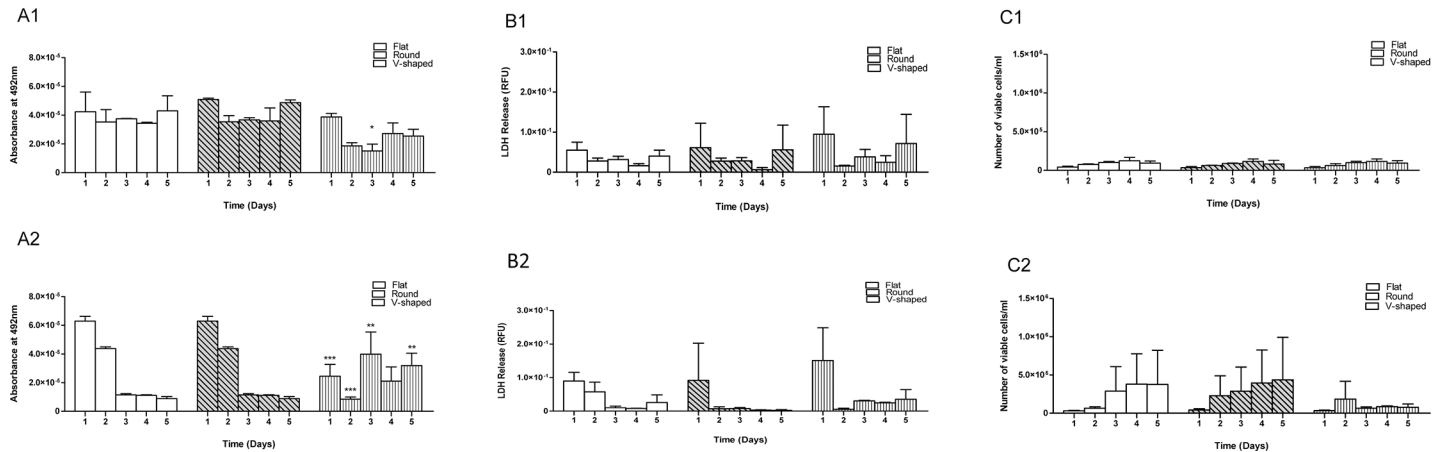 A1
Flat
Round
V-shaped
Absorbance at 492nm
8.0×10⁻⁵
6.0×10⁻⁵
4.0×10⁻⁵
2.0×10⁻⁵
0
*
1 2 3 4 5 1 2 3 4 5 1 2 3 4 5
Time (Days)
B1
Flat
Round
V-shaped
LDH Release (RFU)
3.0×10⁻¹
2.0×10⁻¹
1.0×10⁻¹
0
1 2 3 4 5 1 2 3 4 5 1 2 3 4 5
Time (Days)
C1
Flat
Round
V-shaped
Number of viable cells/ml
1.5×10⁶
1.0×10⁶
5.0×10⁵
0
1 2 3 4 5 1 2 3 4 5 1 2 3 4 5
Time (Days)
A2
Flat
Round
V-shaped
Absorbance at 492nm
8.0×10⁻⁵
6.0×10⁻⁵
4.0×10⁻⁵
2.0×10⁻⁵
0
*** *** ** **
1 2 3 4 5 1 2 3 4 5 1 2 3 4 5
Time (Days)
B2
Flat
Round
V-shaped
LDH Release (RFU)
3.0×10⁻¹
2.0×10⁻¹
1.0×10⁻¹
0
1 2 3 4 5 1 2 3 4 5 1 2 3 4 5
Time (Days)
C2
Flat
Round
V-shaped
Number of viable cells/ml
1.5×10⁶
1.0×10⁶
5.0×10⁵
0
1 2 3 4 5 1 2 3 4 5 1 2 3 4 5
Time (Days)